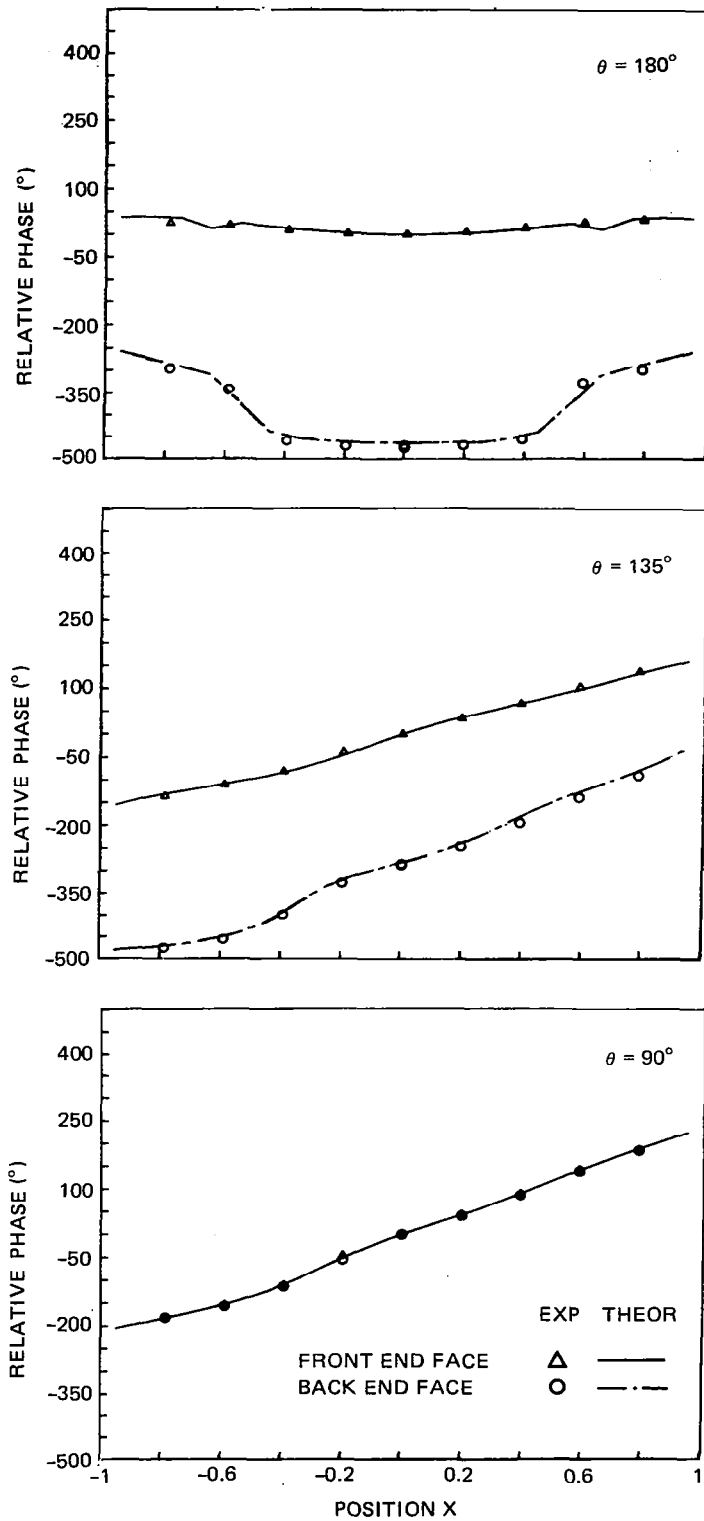 θ = 180°
400
250
100
-50
-200
-350
-500
RELATIVE PHASE (°)
θ = 135°
400
250
100
-50
-200
-350
-500
RELATIVE PHASE (°)
θ = 90°
400
250
100
-50
-200
-350
-500
RELATIVE PHASE (°)
EXP THEOR
FRONT END FACE
BACK END FACE
-1 -0.6 -0.2 0.2 0.6 1
POSITION X